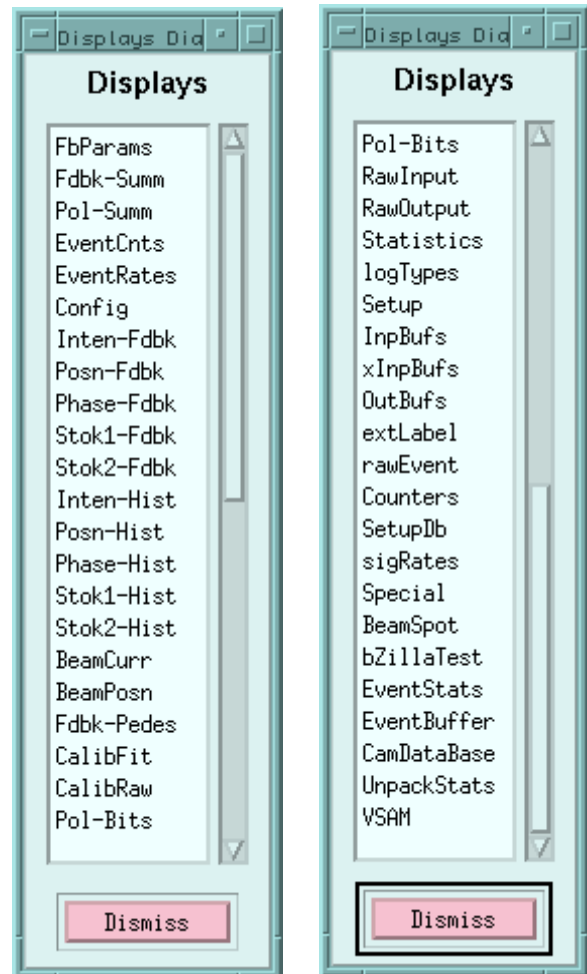 Displays Dia
Displays
FbParams
Fdbk-Summ
Pol-Summ
EventCnts
EventRates
Config
Inten-Fdbk
Posn-Fdbk
Phase-Fdbk
Stok1-Fdbk
Stok2-Fdbk
Inten-Hist
Posn-Hist
Phase-Hist
Stok1-Hist
Stok2-Hist
BeamCurr
BeamPosn
Fdbk-Pedes
CalibFit
CalibRaw
Pol-Bits
Dismiss
Displays Dia
Displays
Pol-Bits
RawInput
RawOutput
Statistics
logTypes
Setup
InpBufs
xInpBufs
OutBufs
extLabel
rawEvent
Counters
SetupDb
sigRates
Special
BeamSpot
bZillaTest
EventStats
EventBuffer
CamDataBase
UnpackStats
VSAM
Dismiss